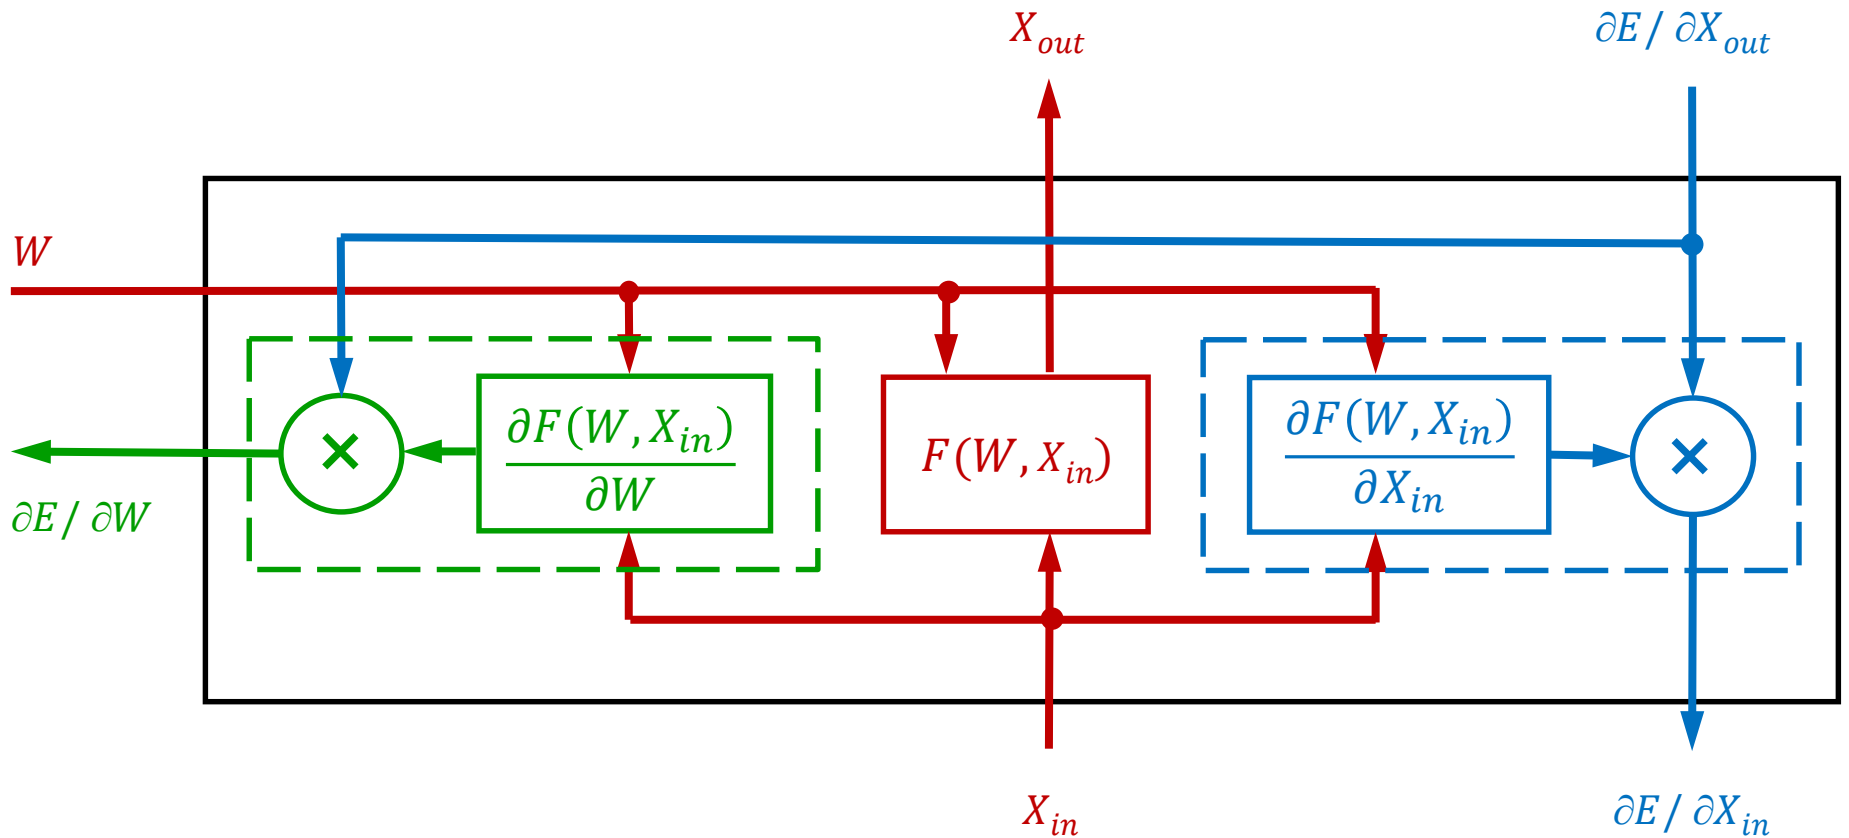 X_out
∂E/ ∂X_out
W
∂F(W, X_in)
∂W
×
F(W, X_in)
∂F(W, X_in)
∂X_in
×
∂E/ ∂W
X_in
∂E/ ∂X_in